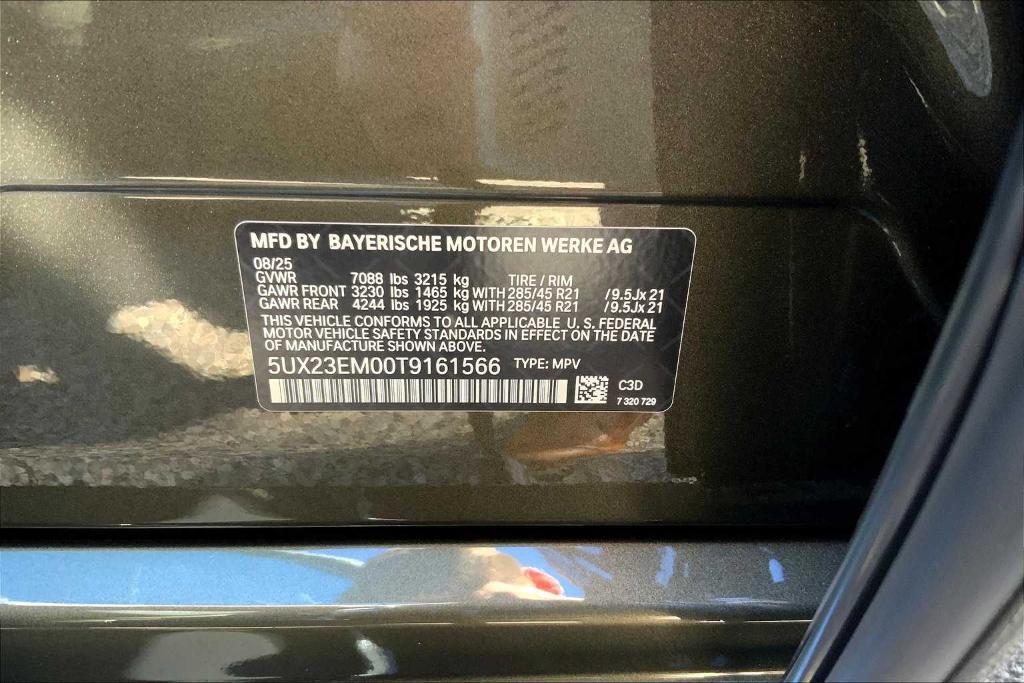 MFD BY BAYERISCHE MOTOREN WERKE AG
08/25
GVWR 7088 lbs 3215 kg TIRE / RIM
GAWR FRONT 3230 lbs 1465 kg WITH 285/45 R21 / 9.5Jx 21
GAWR REAR 4244 lbs 1925 kg WITH 285/45 R21 / 9.5Jx 21
THIS VEHICLE CONFORMS TO ALL APPLICABLE U. S. FEDERAL
MOTOR VEHICLE SAFETY STANDARDS IN EFFECT ON THE DATE
OF MANUFACTURE SHOWN ABOVE.
5UX23EM00T9161566 TYPE: MPV
C3D
7 320 729